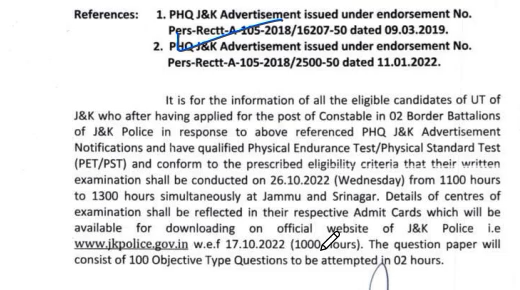 References: 1. PHQ J&K Advertisement issued under endorsement No.
Pers-Rectt-A-105-2018/16207-50 dated 09.03.2019.
2. PHQ J&K Advertisement issued under endorsement No.
Pers-Rectt-A-105-2018/2500-50 dated 11.01.2022.
It is for the information of all the eligible candidates of UT of
J&K who after having applied for the post of Constable in 02 Border Battalions
of J&K Police in response to above referenced PHQ J&K Advertisement
Notifications and have qualified Physical Endurance Test/Physical Standard Test
(PET/PST) and conform to the prescribed eligibility criteria that their written
examination shall be conducted on 26.10.2022 (Wednesday) from 1100 hours
to 1300 hours simultaneously at Jammu and Srinagar. Details of centres of
examination shall be reflected in their respective Admit Cards which will be
available for downloading on official website of J&K Police i.e
www.jkpolice.gov.in w.e.f 17.10.2022 (1000 hours). The question paper will
consist of 100 Objective Type Questions to be attempted in 02 hours.